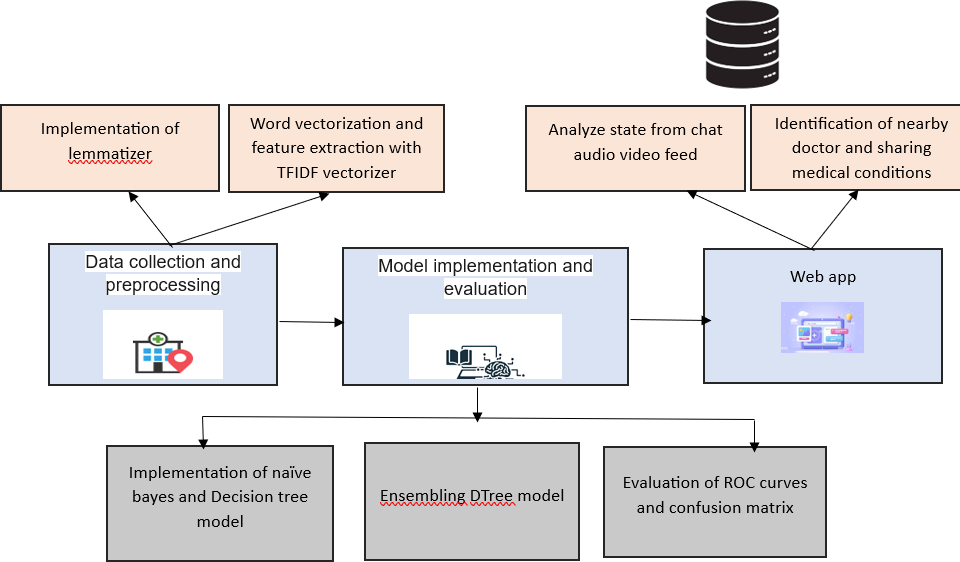 Implementation of
lemmatizer
Word vectorization and
feature extraction with
TFIDF vectorizer
Analyze state from chat
audio video feed
Identification of nearby
doctor and sharing
medical conditions
Data collection and
preprocessing
Model implementation and
evaluation
Web app
Implementation of naïve
bayes and Decision tree
model
Ensembling DTree model
Evaluation of ROC curves
and confusion matrix